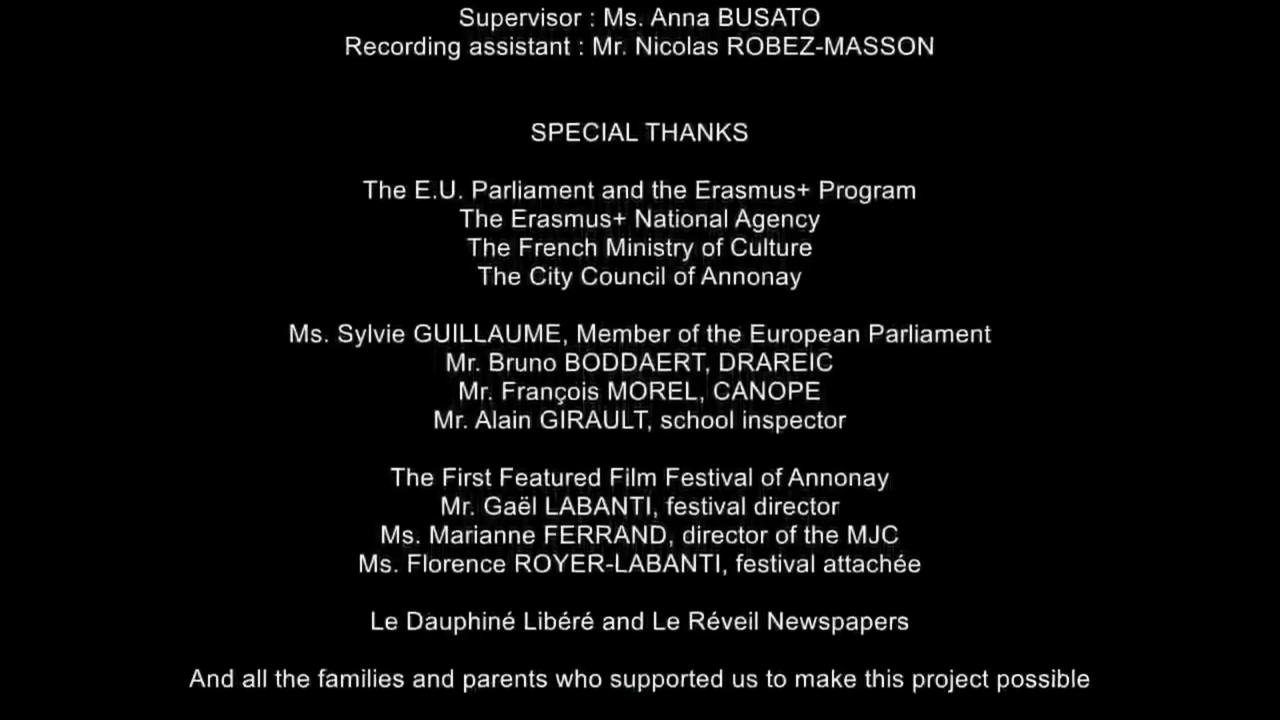 Supervisor : Ms. Anna BUSATO
Recording assistant : Mr. Nicolas ROBEZ-MASSON
SPECIAL THANKS
The E.U. Parliament and the Erasmus+ Program
The Erasmus+ National Agency
The French Ministry of Culture
The City Council of Annonay
Ms. Sylvie GUILLAUME, Member of the European Parliament
Mr. Bruno BODDAERT, DRAREIC
Mr. François MOREL, CANOPE
Mr. Alain GIRAULT, school inspector
The First Featured Film Festival of Annonay
Mr. Gaël LABANTI, festival director
Ms. Marianne FERRAND, director of the MJC
Ms. Florence ROYER-LABANTI, festival attachée
Le Dauphiné Libéré and Le Réveil Newspapers
And all the families and parents who supported us to make this project possible